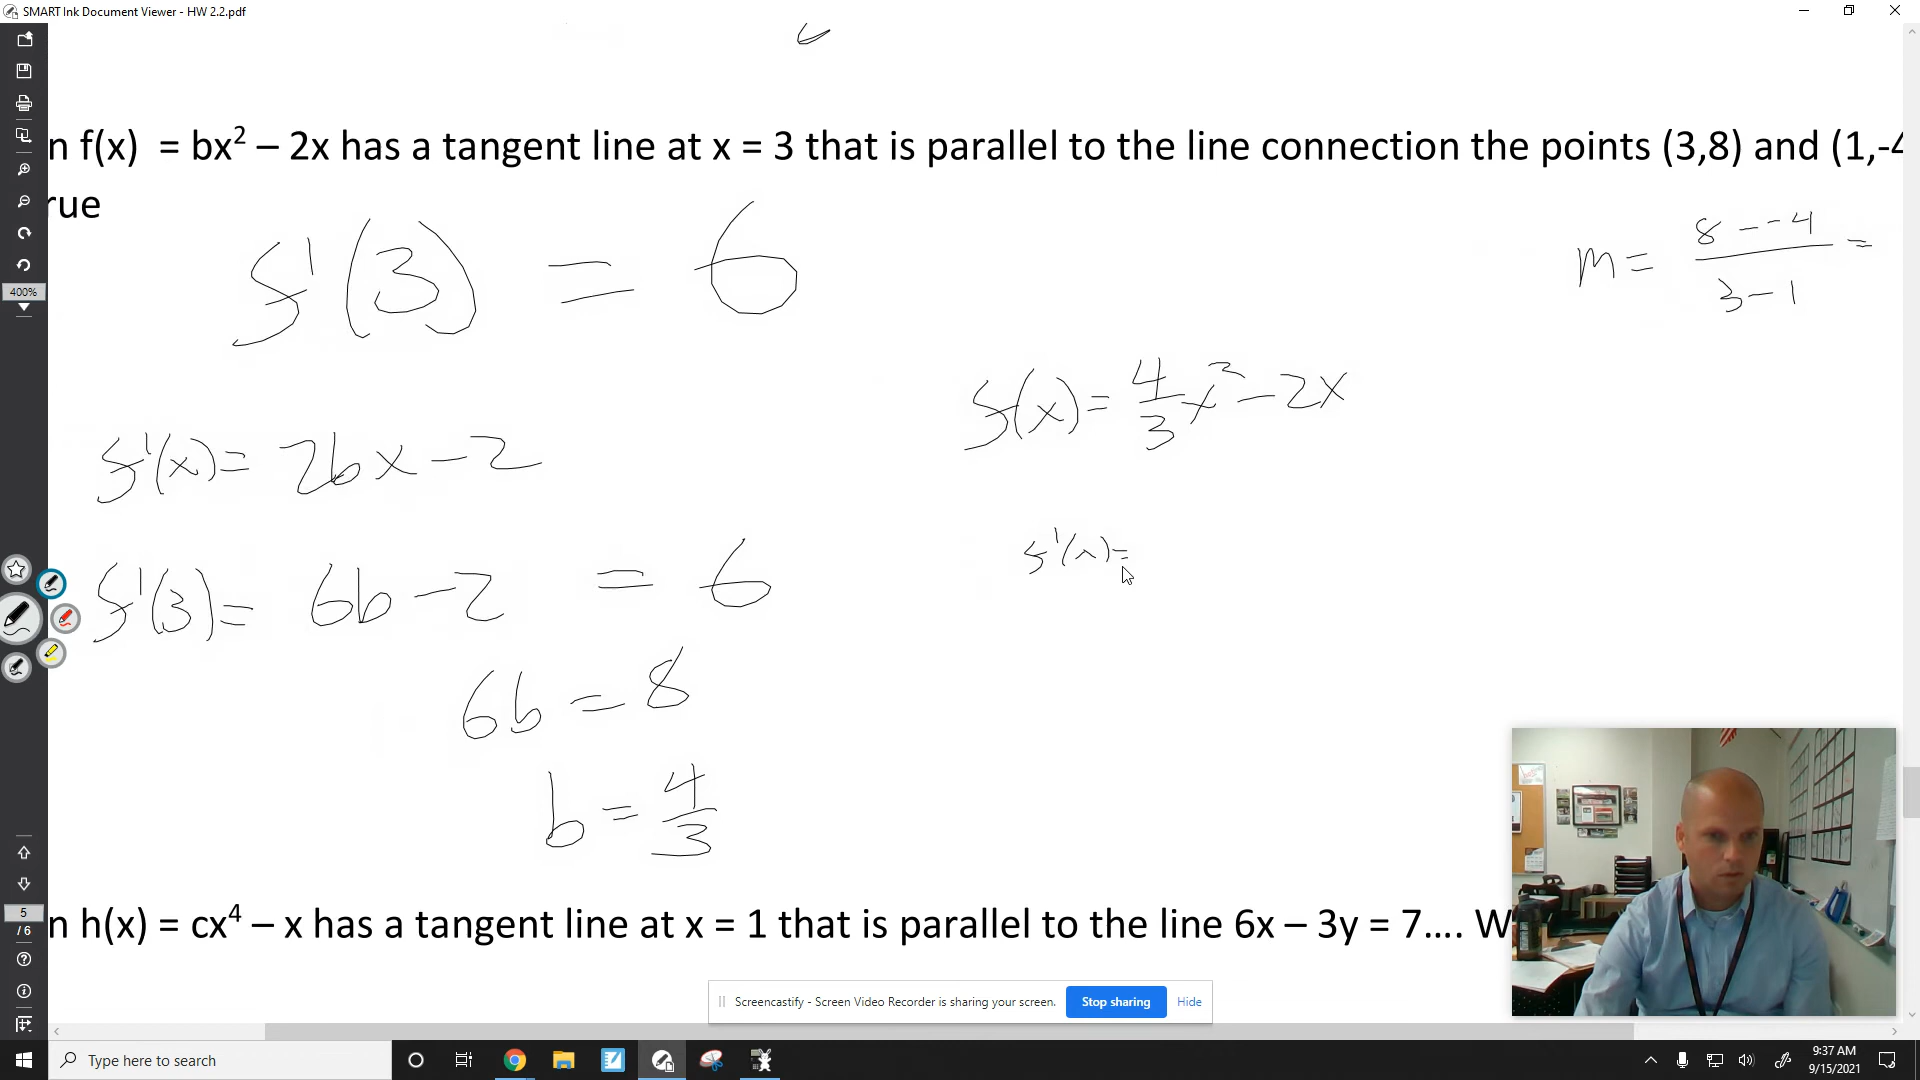 SMART Ink Document Viewer - HW 2.2.pdf
n f(x) = bx² – 2x has a tangent line at x = 3 that is parallel to the line connection the points (3,8) and (1,-4
rue
f'(3) = 6
m = 8 - -4 / 3 - 1 =
f(x) = 4/3 x² - 2x
f'(x) = 2bx - 2
f'(x) =
f'(3) = 6b - 2 = 6
6b = 8
b = 4/3
n h(x) = cx⁴ – x has a tangent line at x = 1 that is parallel to the line 6x – 3y = 7…. W
400%
5
/ 6
Screencastify - Screen Video Recorder is sharing your screen.
Stop sharing
Hide
Type here to search
9:37 AM
9/15/2021